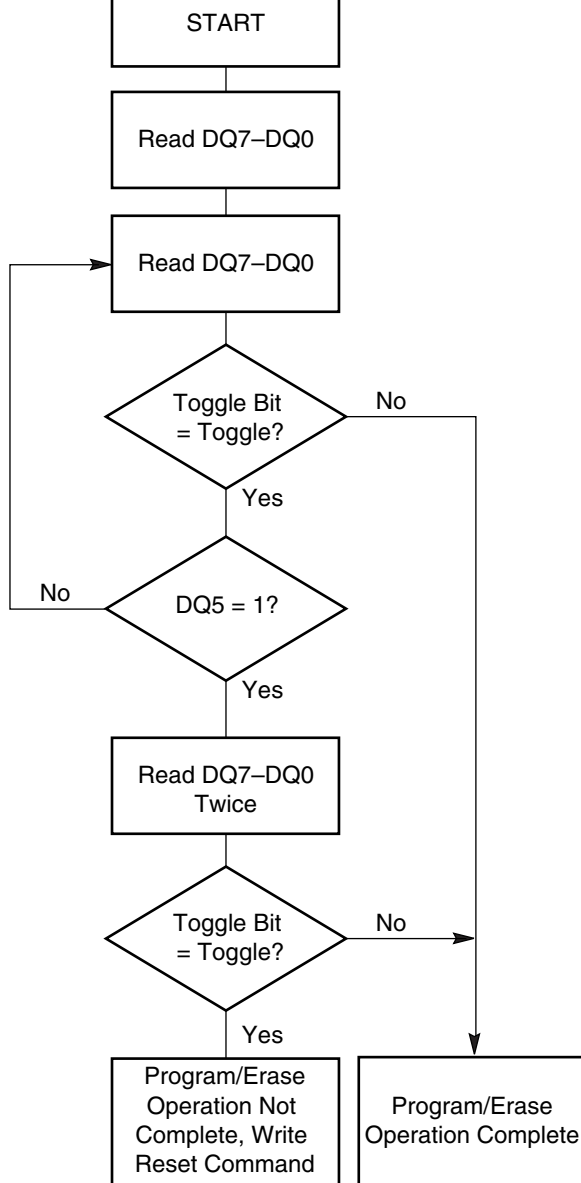 START
Read DQ7–DQ0
Read DQ7–DQ0
Toggle Bit
= Toggle?
No
Yes
No
DQ5 = 1?
Yes
Read DQ7–DQ0
Twice
Toggle Bit
= Toggle?
No
Yes
Program/Erase
Operation Not
Complete, Write
Reset Command
Program/Erase
Operation Complete